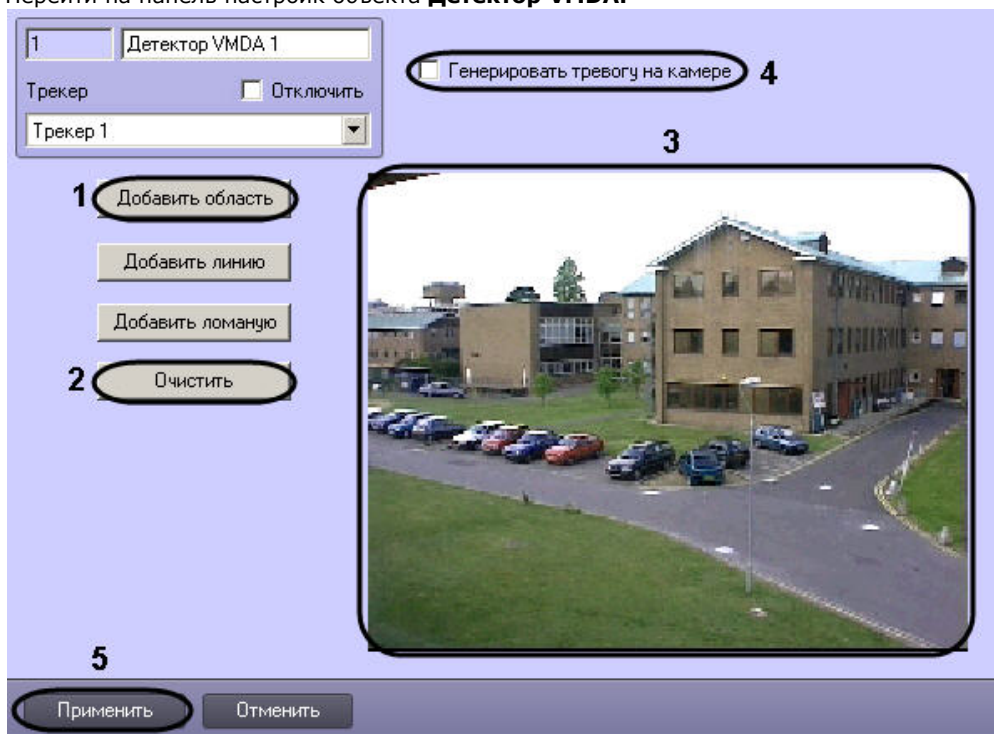 Перейти на панель настроик объекта Детектор VMDA.
1
Детектор VMDA 1
Трекер
Отключить
Трекер 1
Генерировать тревогу на камере
4
3
1
Добавить область
Добавить линию
Добавить ломаную
2
Очистить
5
Применить
Отменить